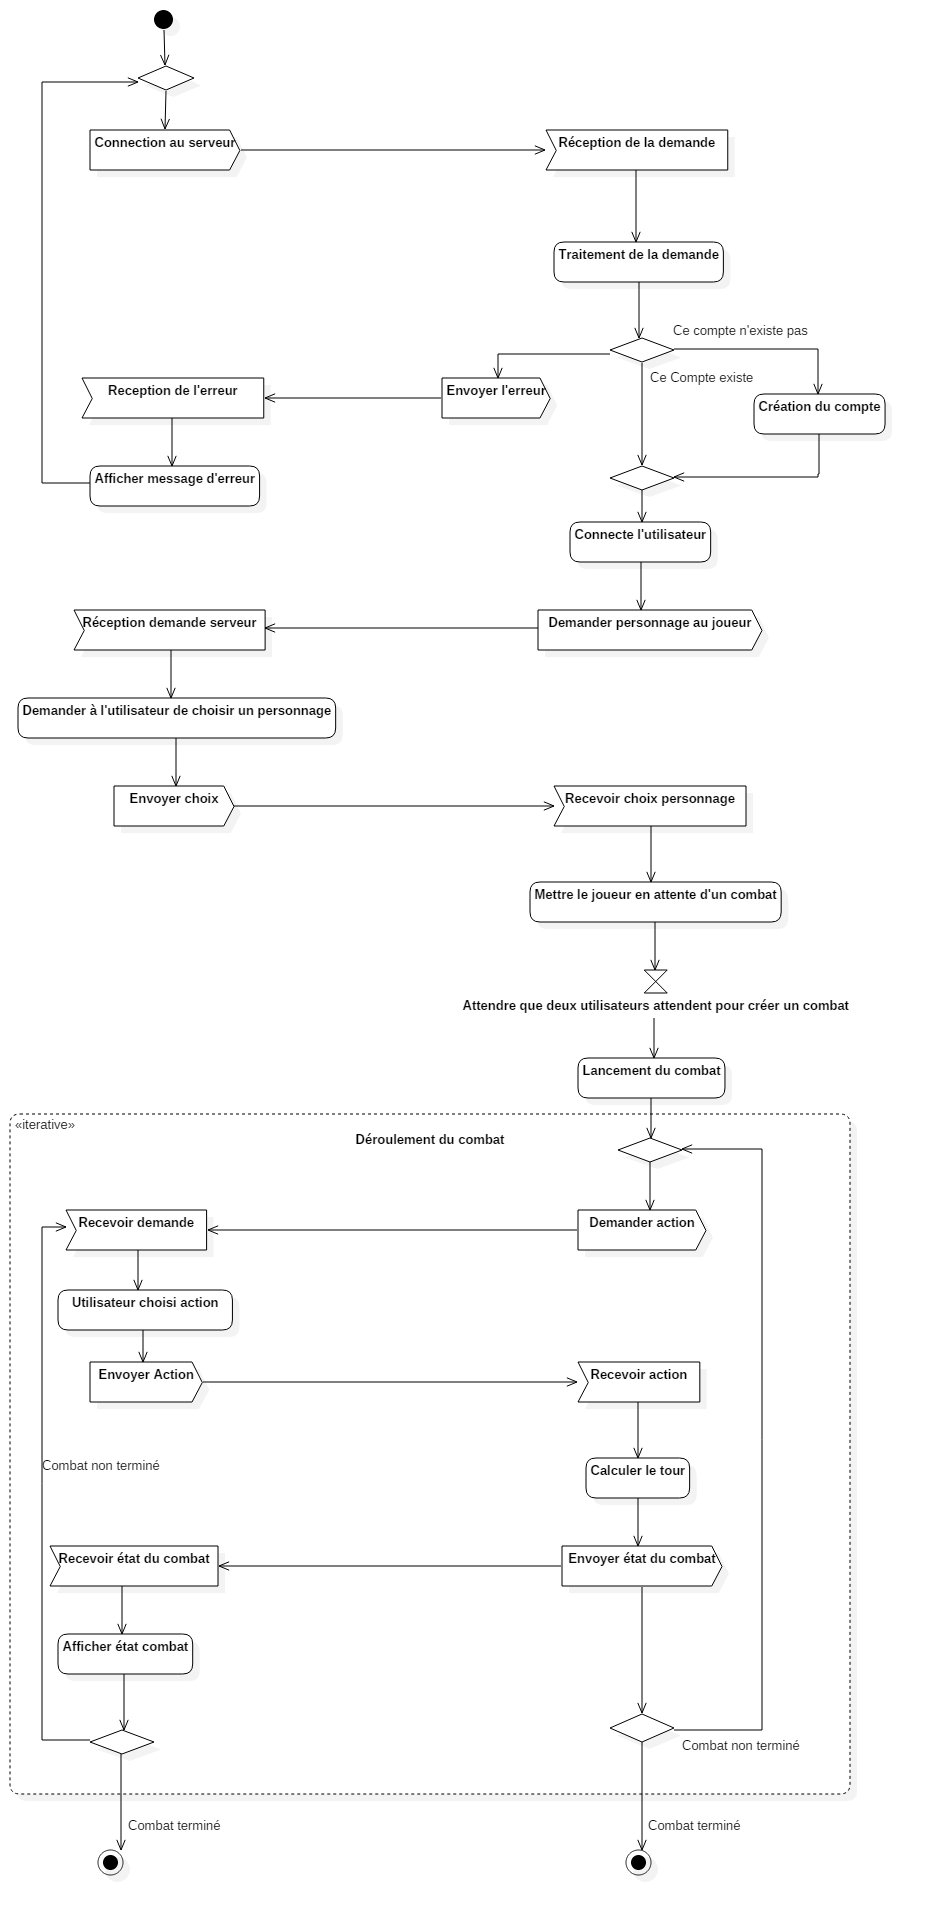 Connection au serveur
Réception de la demande
Traitement de la demande
Ce compte n'existe pas
Ce Compte existe
Reception de l'erreur
Envoyer l'erreur
Création du compte
Afficher message d'erreur
Connecte l'utilisateur
Réception demande serveur
Demander personnage au joueur
Demander à l'utilisateur de choisir un personnage
Envoyer choix
Recevoir choix personnage
Mettre le joueur en attente d'un combat
Attendre que deux utilisateurs attendent pour créer un combat
Lancement du combat
«iterative»
Déroulement du combat
Recevoir demande
Demander action
Utilisateur choisi action
Envoyer Action
Recevoir action
Combat non terminé
Calculer le tour
Recevoir état du combat
Envoyer état du combat
Afficher état combat
Combat non terminé
Combat terminé
Combat terminé